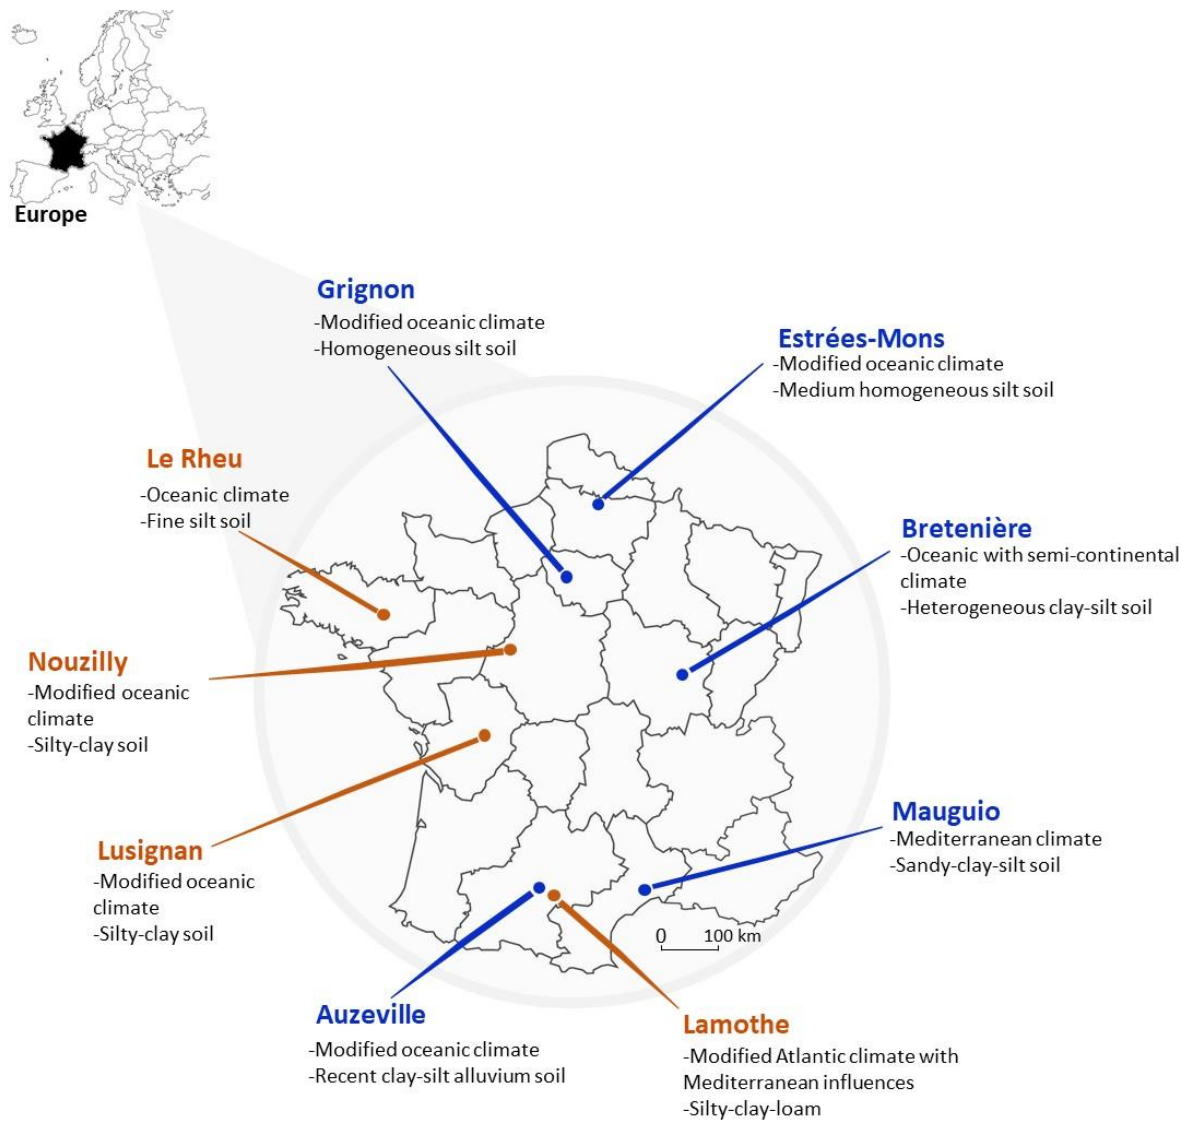 Europe
Grignon
-Modified oceanic climate
-Homogeneous silt soil
Estrées-Mons
-Modified oceanic climate
-Medium homogeneous silt soil
Le Rheu
-Oceanic climate
-Fine silt soil
Bretenière
-Oceanic with semi-continental
climate
-Heterogeneous clay-silt soil
Nouzilly
-Modified oceanic
climate
-Silty-clay soil
Mauguio
-Mediterranean climate
-Sandy-clay-silt soil
Lusignan
-Modified oceanic
climate
-Silty-clay soil
0 100 km
Auzeville
-Modified oceanic climate
-Recent clay-silt alluvium soil
Lamothe
-Modified Atlantic climate with
Mediterranean influences
-Silty-clay-loam